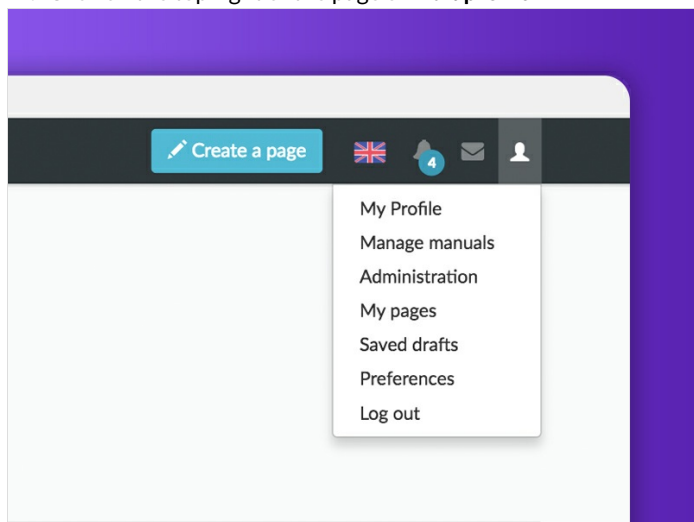 Create a page
4
My Profile
Manage manuals
Administration
My pages
Saved drafts
Preferences
Log out